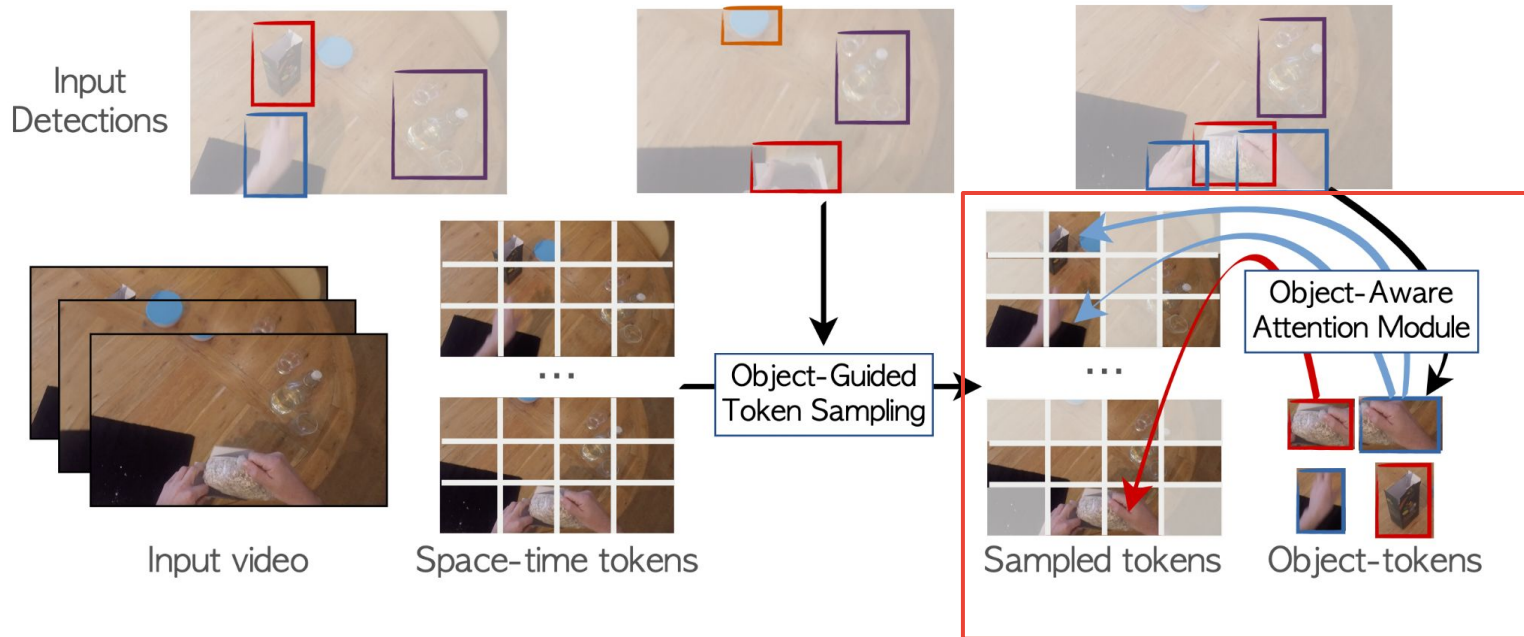 Input
Detections
Object-Aware
Attention Module
Object-Guided
Token Sampling
...
...
Input video
Space-time tokens
Sampled tokens
Object-tokens